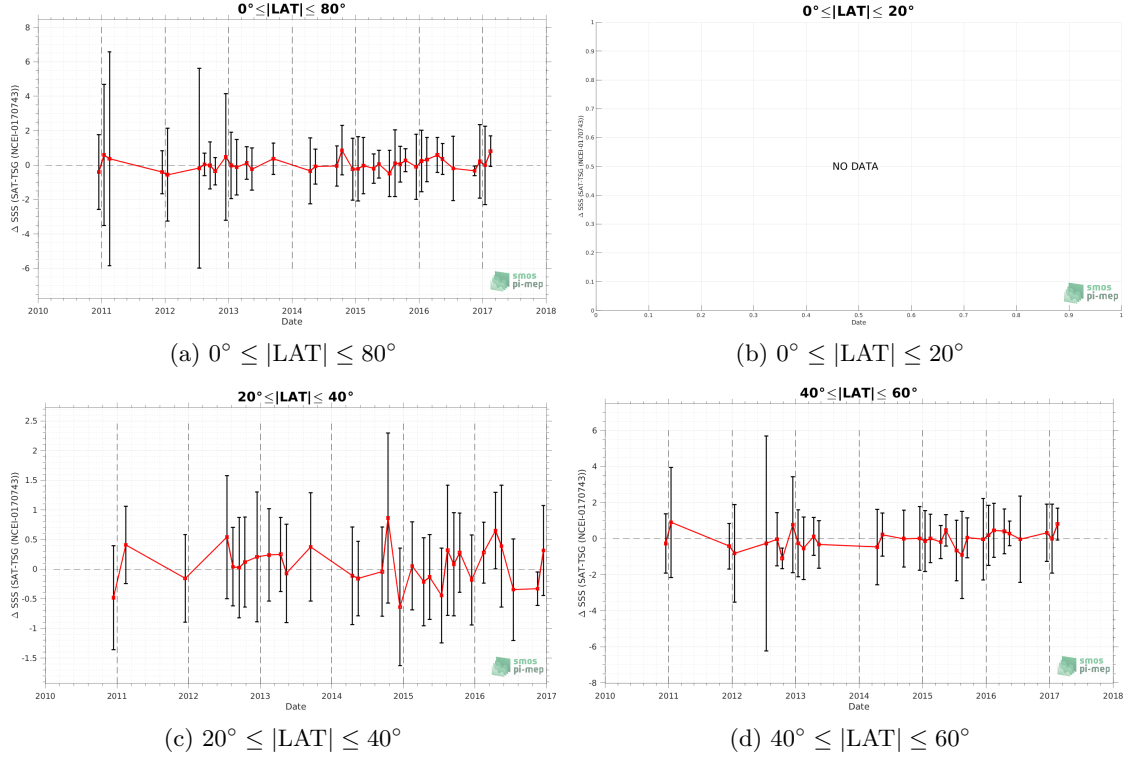 0°≤|LAT|≤ 80°
8
6
4
2
0
-2
-4
-6
Δ SSS (SAT-TSG (NCEI-0170743))
2010 2011 2012 2013 2014 2015 2016 2017 2018
Date
smos
pi-mep
(a) 0° ≤ |LAT| ≤ 80°
0°≤|LAT|≤ 20°
1
0.9
0.8
0.7
0.6
0.5
0.4
0.3
0.2
0.1
0
Δ SSS (SAT-TSG (NCEI-0170743))
NO DATA
0 0.1 0.2 0.3 0.4 0.5 0.6 0.7 0.8 0.9 1
Date
smos
pi-mep
(b) 0° ≤ |LAT| ≤ 20°
20°≤|LAT|≤ 40°
2.5
2
1.5
1
0.5
0
-0.5
-1
-1.5
Δ SSS (SAT-TSG (NCEI-0170743))
2010 2011 2012 2013 2014 2015 2016 2017
Date
smos
pi-mep
(c) 20° ≤ |LAT| ≤ 40°
40°≤|LAT|≤ 60°
6
4
2
0
-2
-4
-6
-8
Δ SSS (SAT-TSG (NCEI-0170743))
2010 2011 2012 2013 2014 2015 2016 2017 2018
Date
smos
pi-mep
(d) 40° ≤ |LAT| ≤ 60°